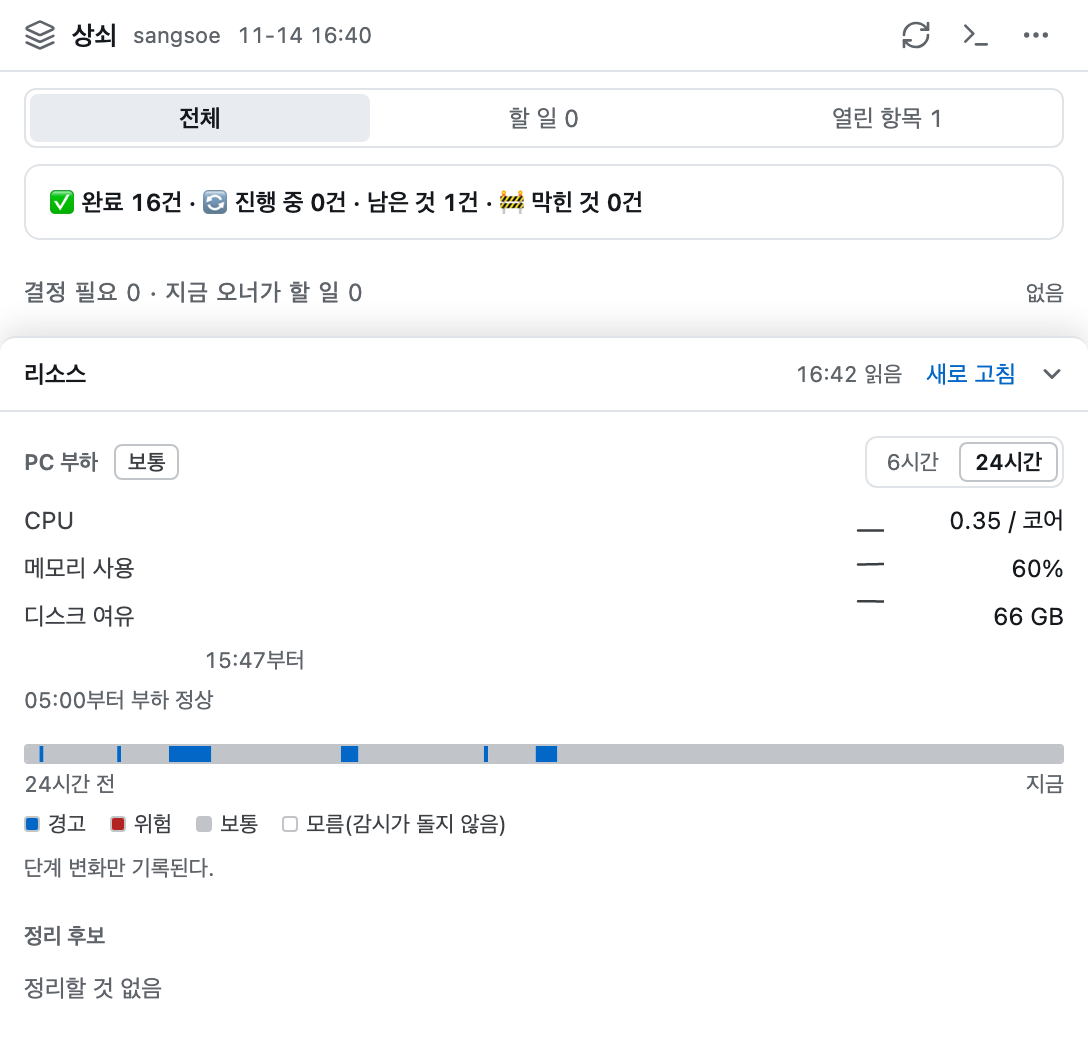 상쇠 sangsoe 11-14 16:40
전체 할 일 0 열린 항목 1
✅ 완료 16건 · 🔄 진행 중 0건 · 남은 것 1건 · 🚧 막힌 것 0건
결정 필요 0 · 지금 오너가 할 일 0 없음
리소스 16:42 읽음 새로 고침
PC 부하 보통 6시간 24시간
CPU 0.35 / 코어
메모리 사용 60%
디스크 여유 66 GB
15:47부터
05:00부터 부하 정상
24시간 전 지금
경고 위험 보통 모름(감시가 돌지 않음)
단계 변화만 기록된다.
정리 후보
정리할 것 없음